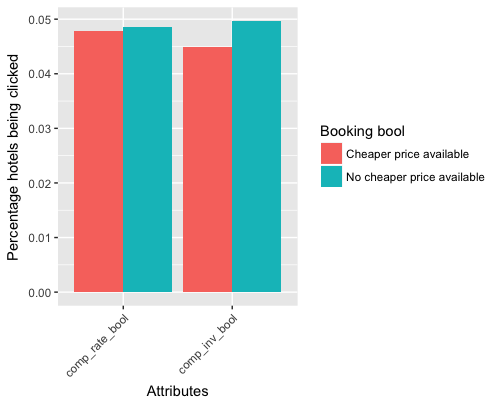 0.05
0.04
0.03
0.02
0.01
0.00
Percentage hotels being clicked
comp_rate_bool
comp_inv_bool
Attributes
Booking bool
Cheaper price available
No cheaper price available